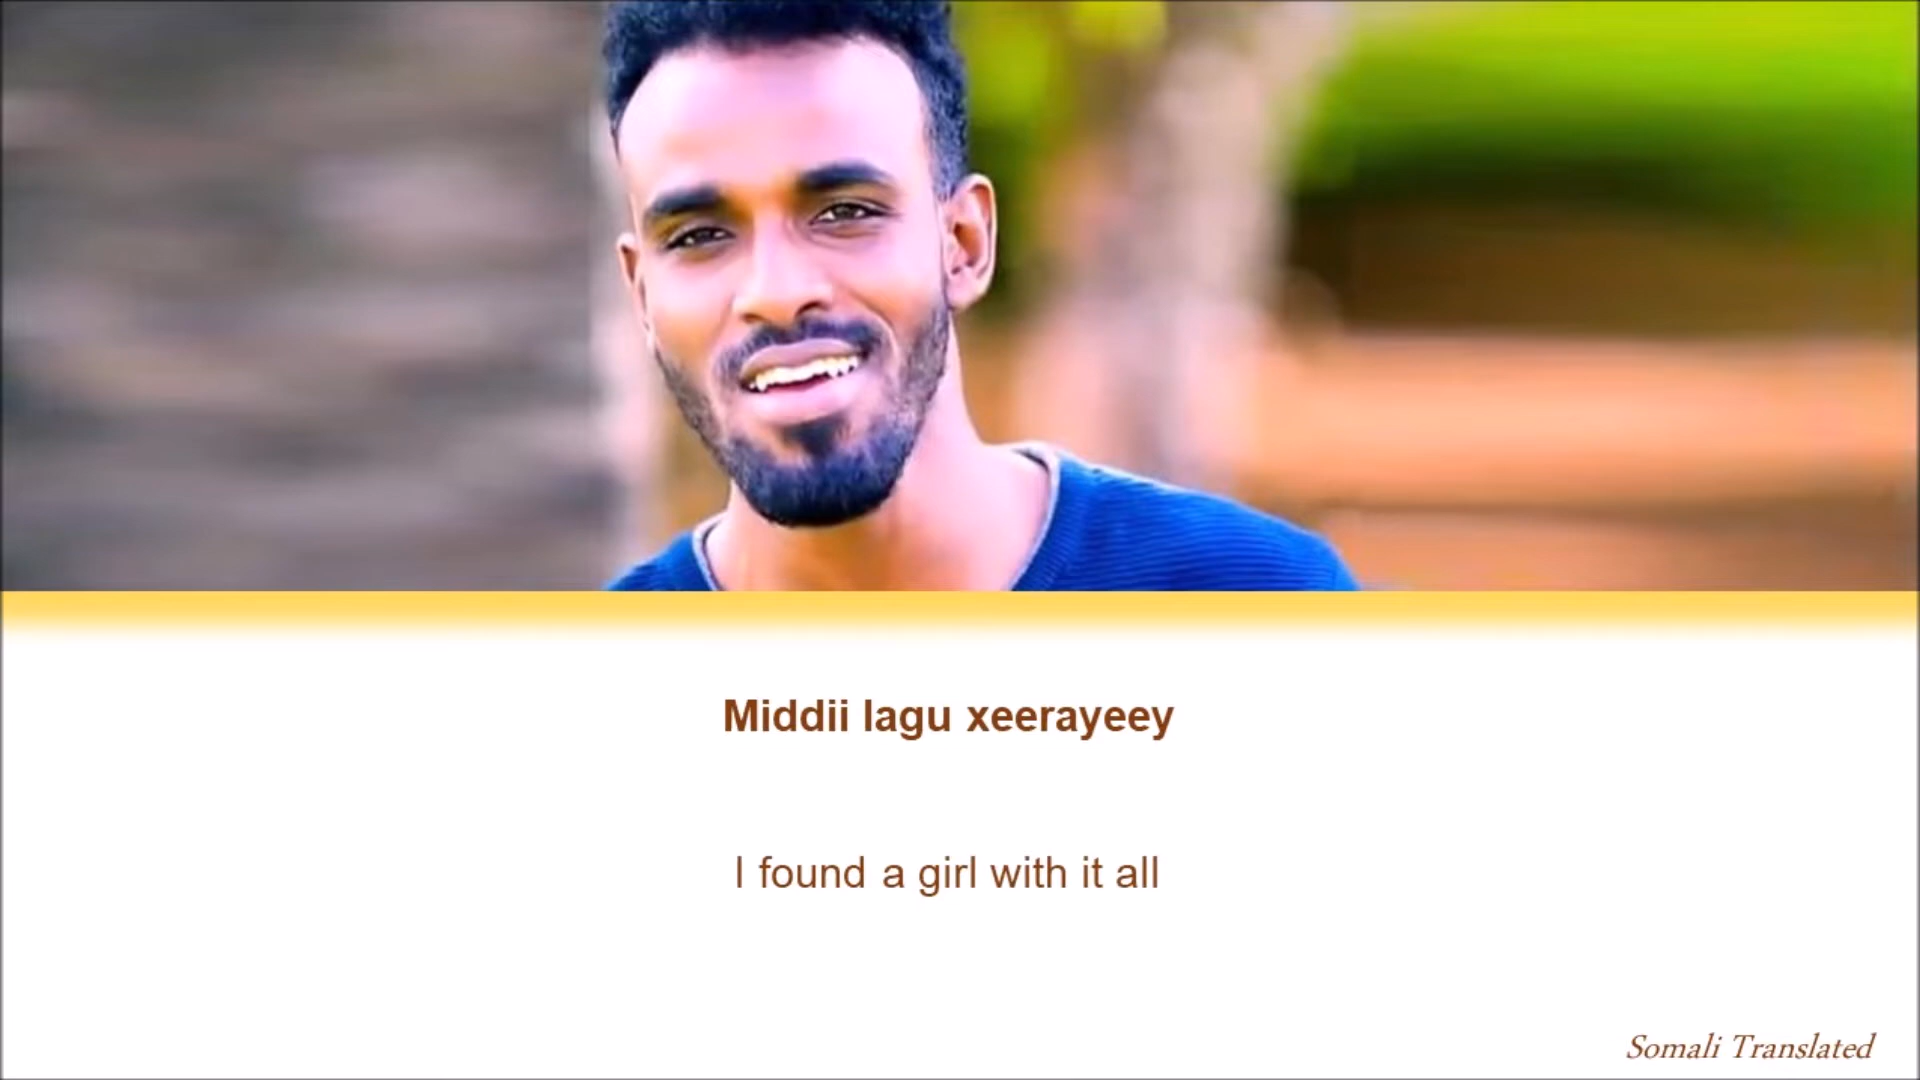 Middii lagu xeerayeey
I found a girl with it all
Somali Translated